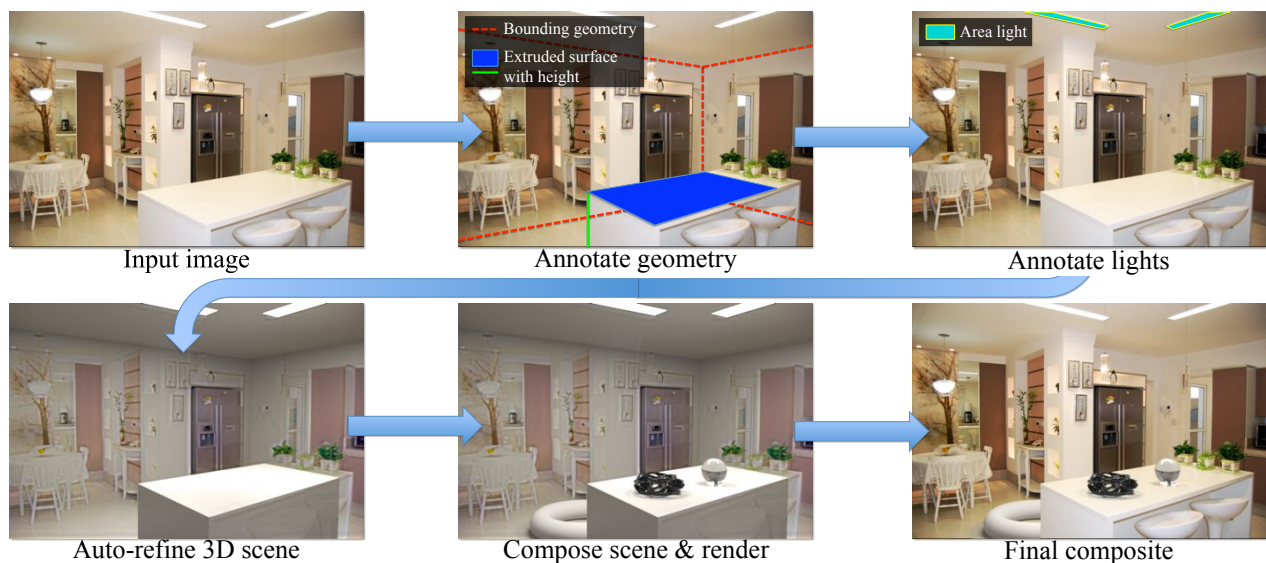 Bounding geometry
Extruded surface
with height
Area light
Input image
Annotate geometry
Annotate lights
Auto-refine 3D scene
Compose scene & render
Final composite